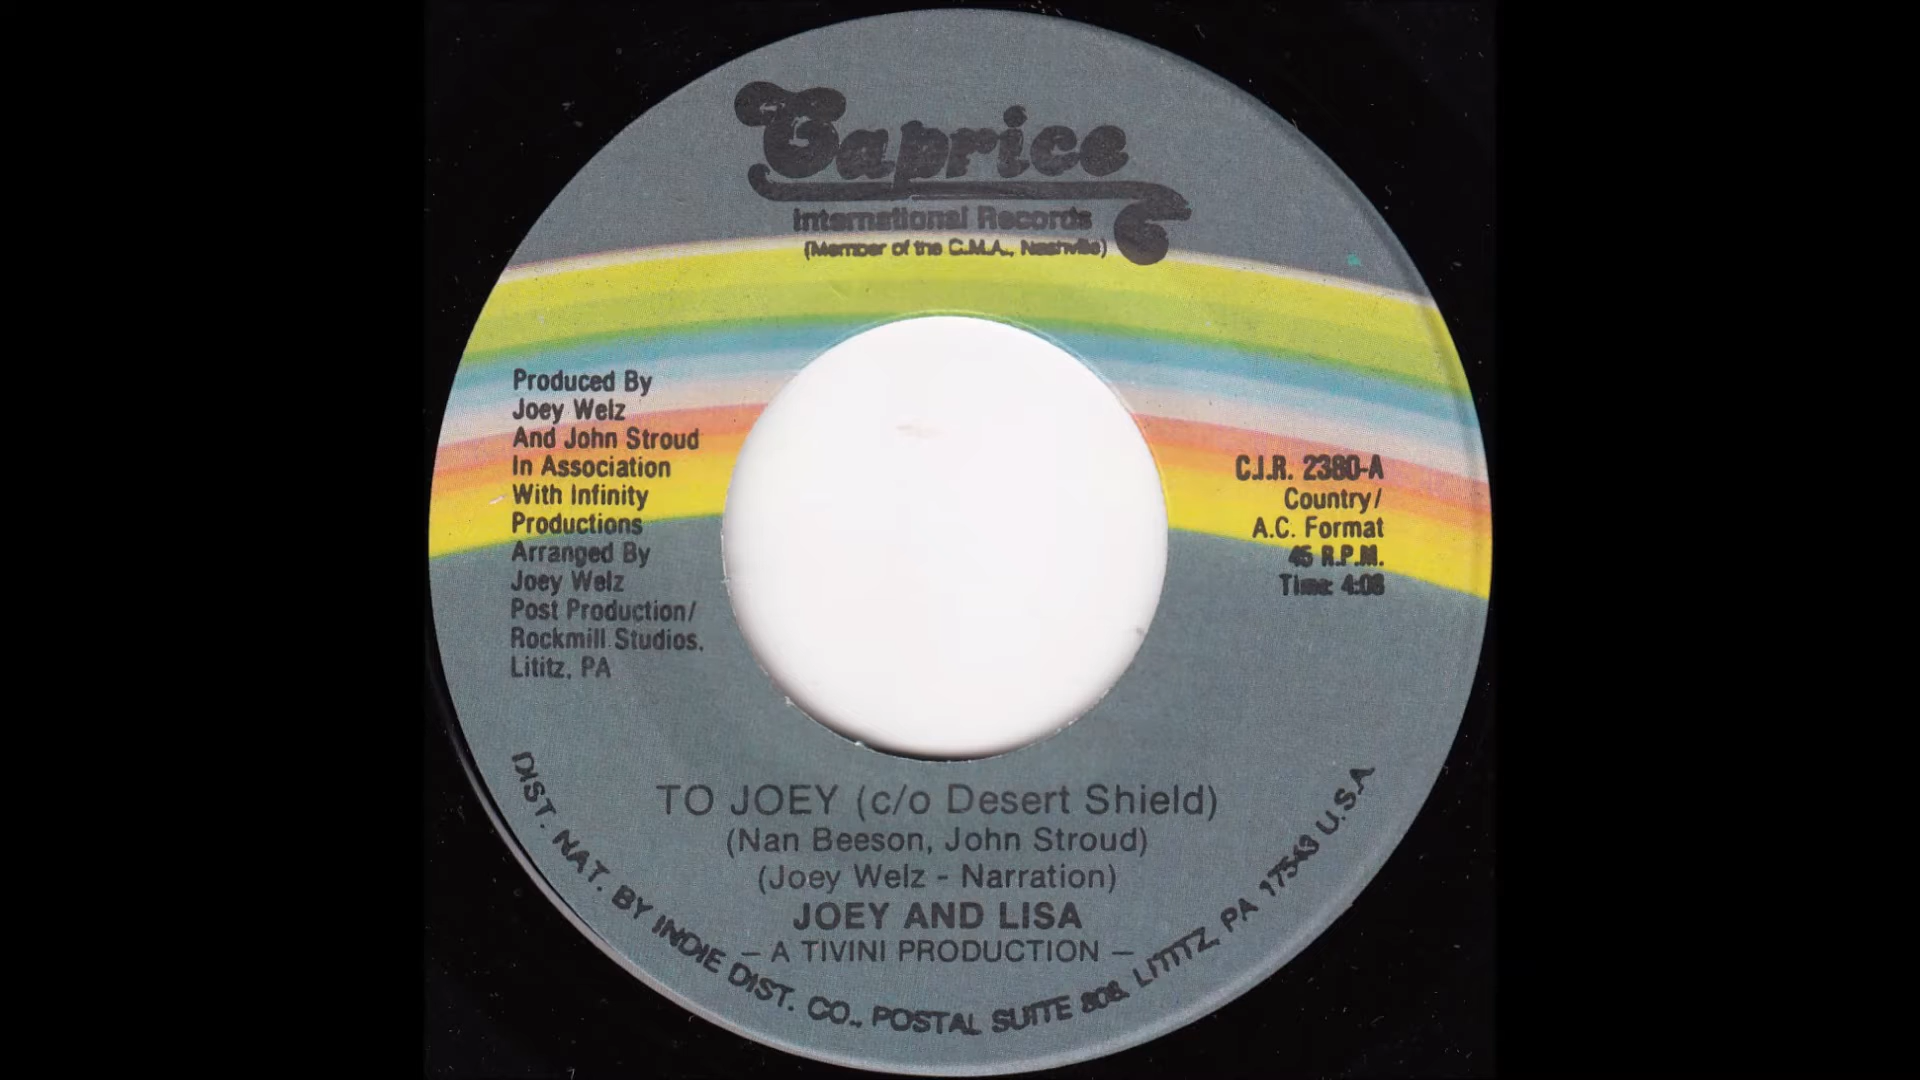 Caprice
International Records
(Member of the C.M.A., Nashville)
Produced By
Joey Welz
And John Stroud
In Association
With Infinity
Productions
Arranged By
Joey Welz
Post Production/
Rockmill Studios,
Lititz, PA
C.I.R. 2380-A
Country/
A.C. Format
45 R.P.M.
Time: 4:08
TO JOEY (c/o Desert Shield)
(Nan Beeson, John Stroud)
(Joey Welz - Narration)
JOEY AND LISA
– A TIVINI PRODUCTION –
DIST. NAT. BY INDIE DIST. CO., POSTAL SUITE 808, LITITZ, PA 17543 U.S.A